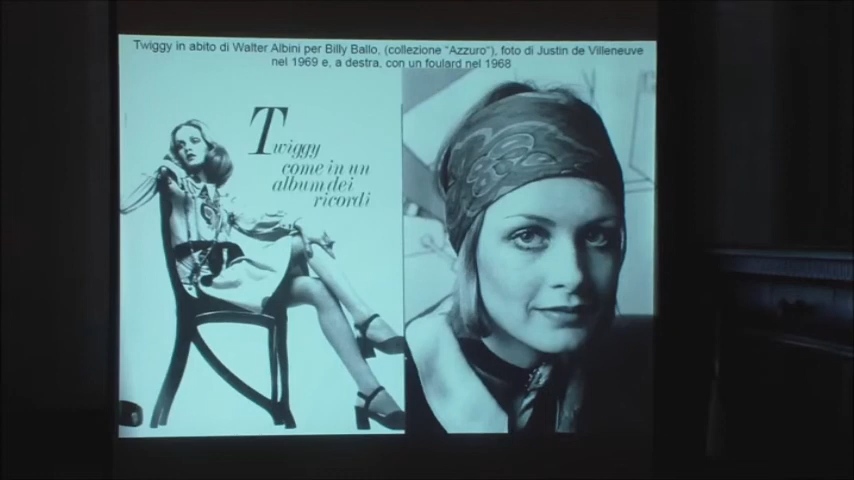 Twiggy in abito di Walter Albini per Billy Ballo, (collezione "Azzuro"), foto di Justin de Villeneuve
nel 1969 e, a destra, con un foulard nel 1968
Twiggy
come in un
album dei
ricordi